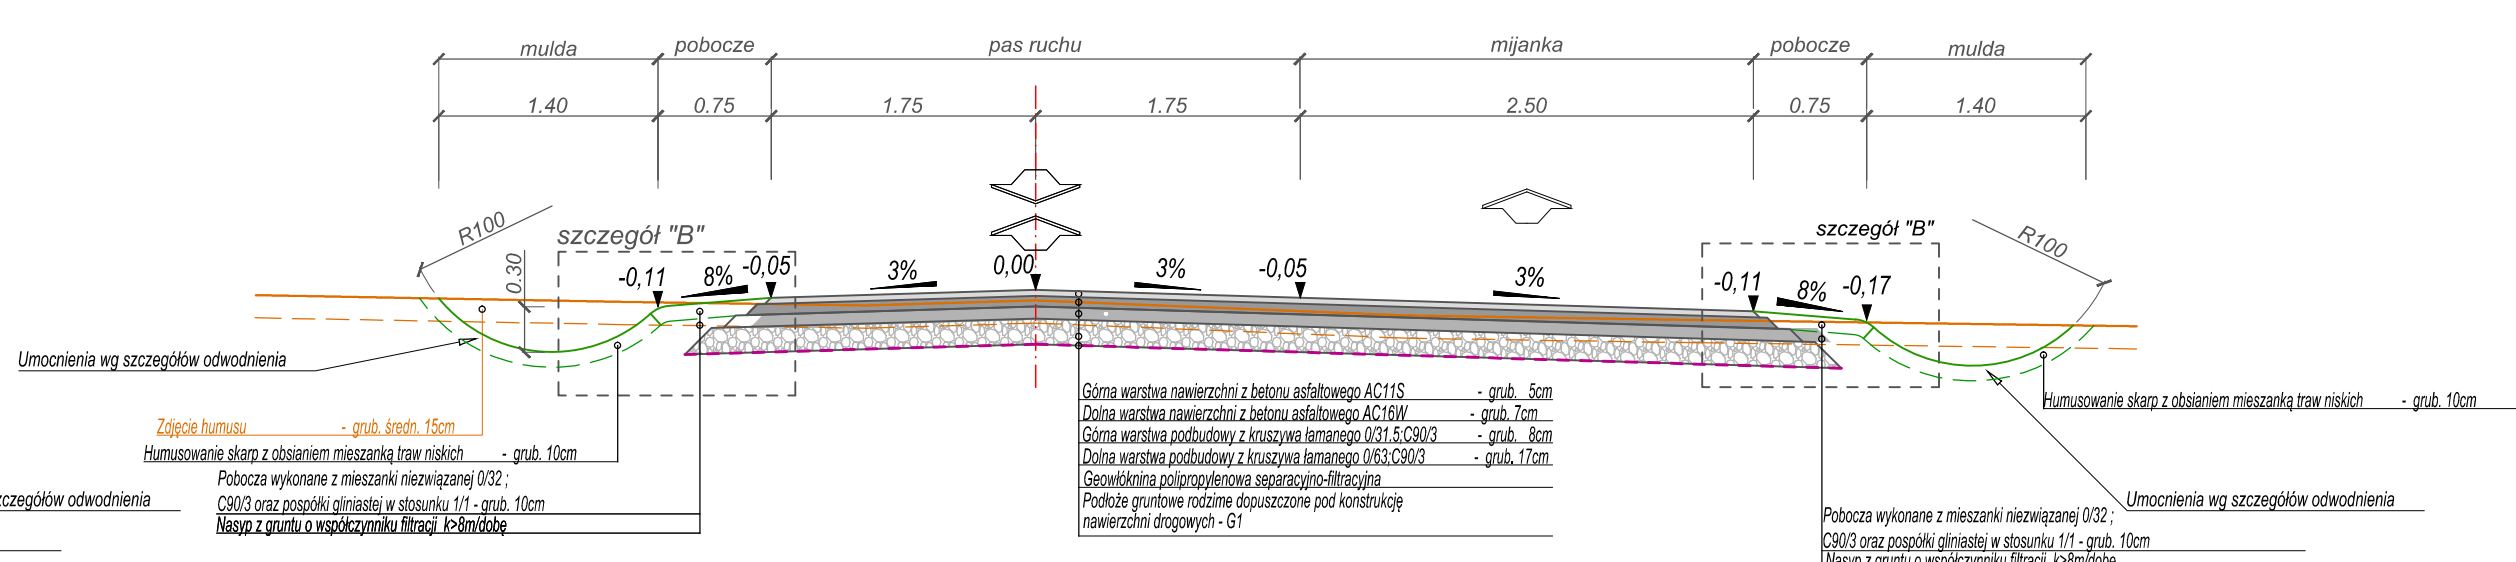 mulda pobocze pas ruchu mijanka pobocze mulda
1.40 0.75 1.75 1.75 2.50 0.75 1.40
R100 szczegół "B" szczegół "B" R100
0.30 -0,11 8% -0,05 3% 0,00 3% -0,05 3% -0,11 8% -0,17
Umocnienia wg szczegółów odwodnienia
Zdjęcie humusu - grub. średn. 15cm
Humusowanie skarp z obsianiem mieszanką traw niskich - grub. 10cm
Pobocza wykonane z mieszanki niezwiązanej 0/32 ;
C90/3 oraz pospółki gliniastej w stosunku 1/1 - grub. 10cm
Nasyp z gruntu o współczynniku filtracji k>8m/dobę
odwodnienia
Górna warstwa nawierzchni z betonu asfaltowego AC11S - grub. 5cm
Dolna warstwa nawierzchni z betonu asfaltowego AC16W - grub. 7cm
Górna warstwa podbudowy z kruszywa łamanego 0/31.5;C90/3 - grub. 8cm
Dolna warstwa podbudowy z kruszywa łamanego 0/63;C90/3 - grub. 17cm
Geowłóknina polipropylenowa separacyjno-filtracyjna
Podłoże gruntowe rodzime dopuszczone pod konstrukcję
nawierzchni drogowych - G1
Humusowanie skarp z obsianiem mieszanką traw niskich - grub. 10cm
Umocnienia wg szczegółów odwodnienia
Pobocza wykonane z mieszanki niezwiązanej 0/32 ;
C90/3 oraz pospółki gliniastej w stosunku 1/1 - grub. 10cm
Nasyp z gruntu o współczynniku filtracji k>8m/dobę